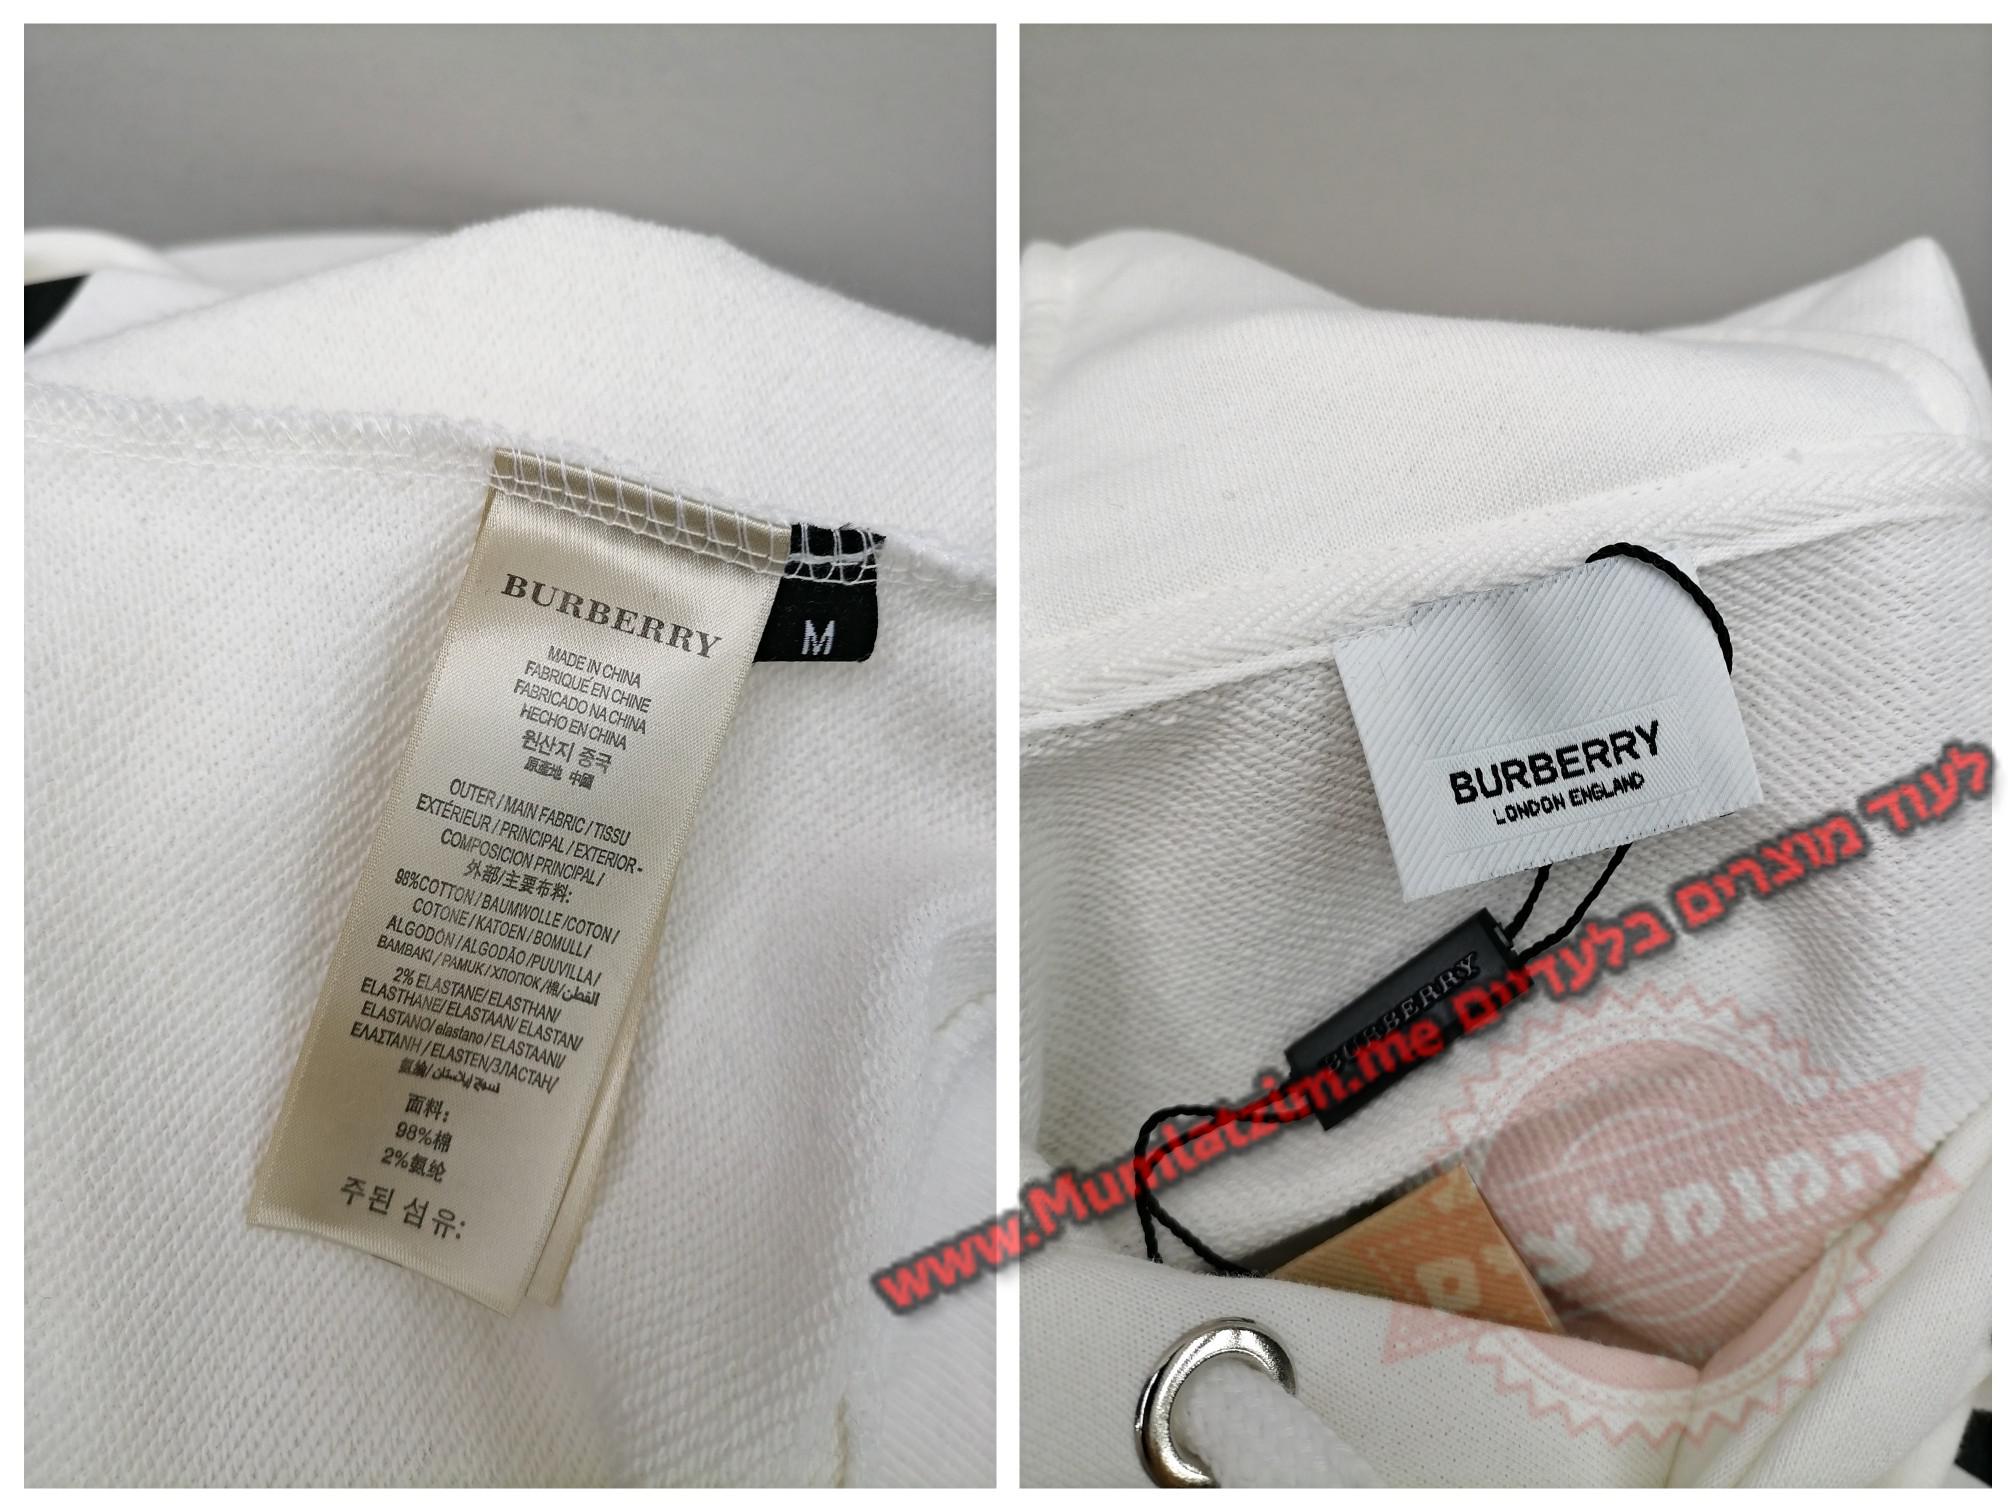 BURBERRY
MADE IN CHINA
FABRIQUÉ EN CHINE
FABRICADO NA CHINA
HECHO EN CHINA
원산지 중국
原產地 中國
OUTER / MAIN FABRIC / TISSU
EXTÉRIEUR / PRINCIPAL / EXTERIOR-
COMPOSICION PRINCIPAL/
外部/主要布料:
98%COTTON / BAUMWOLLE /COTON /
COTONE / KATOEN / BOMULL /
ALGODÓN / ALGODÃO / PUUVILLA /
BAMBAKI / PAMUK / ХЛОПОК /棉/القطن/
2% ELASTANE/ ELASTHAN/
ELASTHANE/ ELASTAAN/ ELASTAN/
ELASTANO/ elastano / ELASTAANI/
ΕΛΑΣΤΑΝΗ / ELASTEN/ЭЛАСТАН/
氨綸/
面料:
98%棉
2%氨纶
주된 섬유:
M
BURBERRY
LONDON ENGLAND
BURBERRY
לעוד מוצרים בלעדיים www.Mumlatzim.me
המומלצים